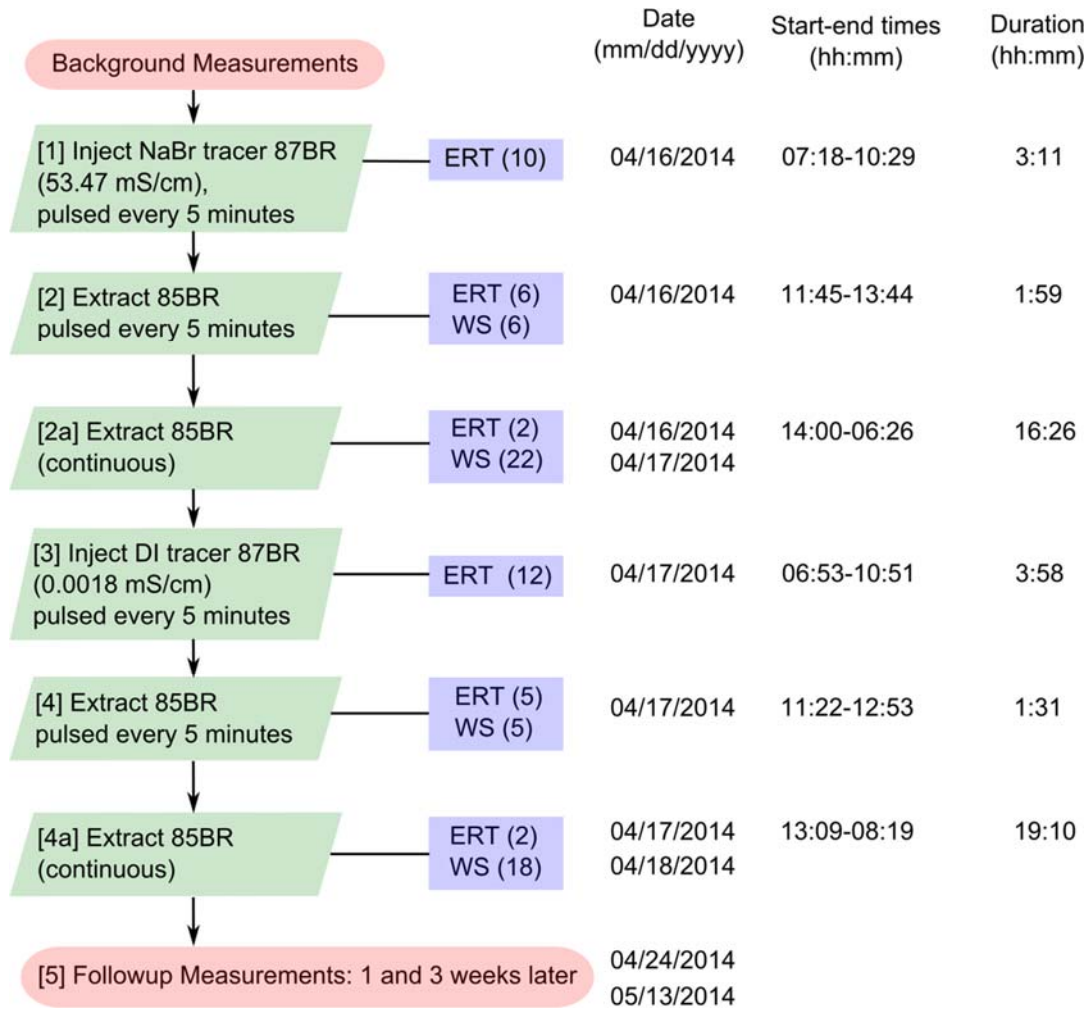 Date
(mm/dd/yyyy)
Start-end times
(hh:mm)
Duration
(hh:mm)
Background Measurements
[1] Inject NaBr tracer 87BR
(53.47 mS/cm),
pulsed every 5 minutes
ERT (10)
04/16/2014
07:18-10:29
3:11
[2] Extract 85BR
pulsed every 5 minutes
ERT (6)
WS (6)
04/16/2014
11:45-13:44
1:59
[2a] Extract 85BR
(continuous)
ERT (2)
WS (22)
04/16/2014
04/17/2014
14:00-06:26
16:26
[3] Inject DI tracer 87BR
(0.0018 mS/cm)
pulsed every 5 minutes
ERT (12)
04/17/2014
06:53-10:51
3:58
[4] Extract 85BR
pulsed every 5 minutes
ERT (5)
WS (5)
04/17/2014
11:22-12:53
1:31
[4a] Extract 85BR
(continuous)
ERT (2)
WS (18)
04/17/2014
04/18/2014
13:09-08:19
19:10
[5] Followup Measurements: 1 and 3 weeks later
04/24/2014
05/13/2014